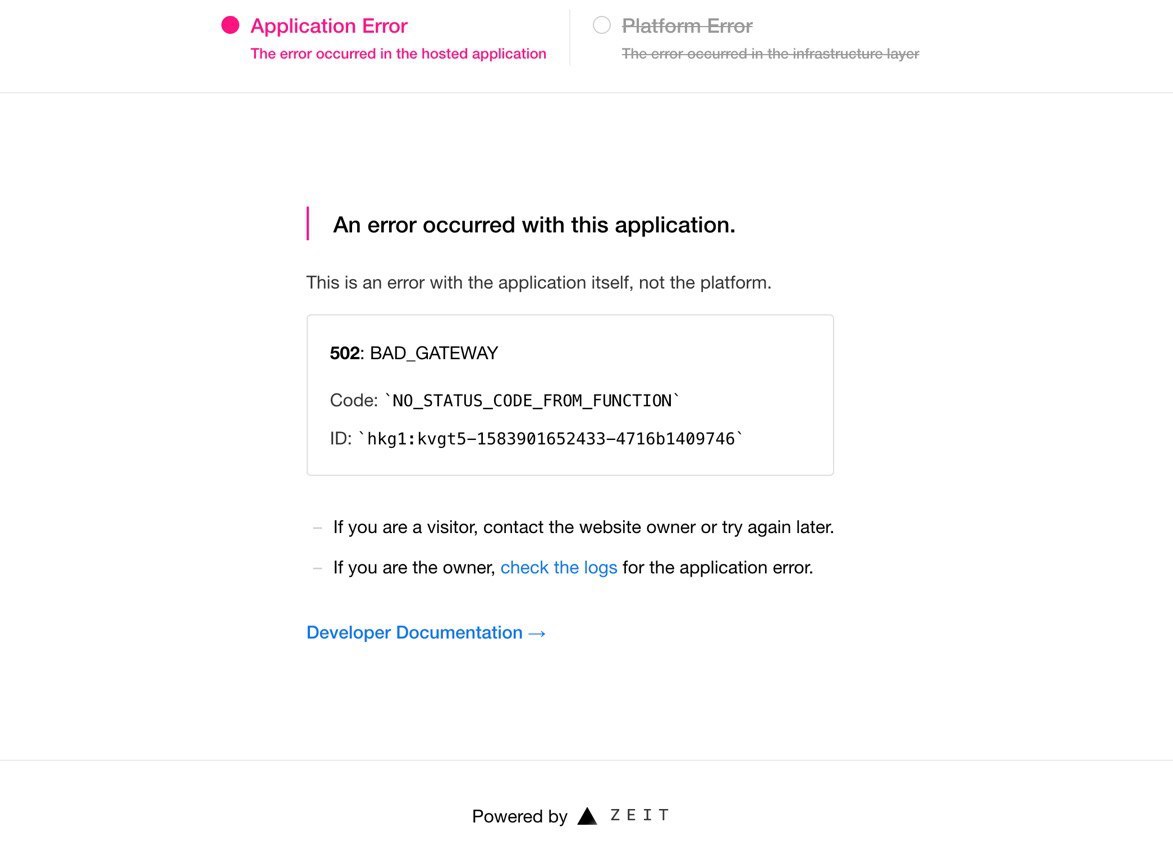 Application Error
The error occurred in the hosted application
Platform Error
The error occurred in the infrastructure layer
An error occurred with this application.
This is an error with the application itself, not the platform.
502: BAD_GATEWAY
Code: `NO_STATUS_CODE_FROM_FUNCTION`
ID: `hkg1:kvgt5-1583901652433-4716b1409746`
– If you are a visitor, contact the website owner or try again later.
– If you are the owner, check the logs for the application error.
Developer Documentation →
Powered by ▲ ZEIT